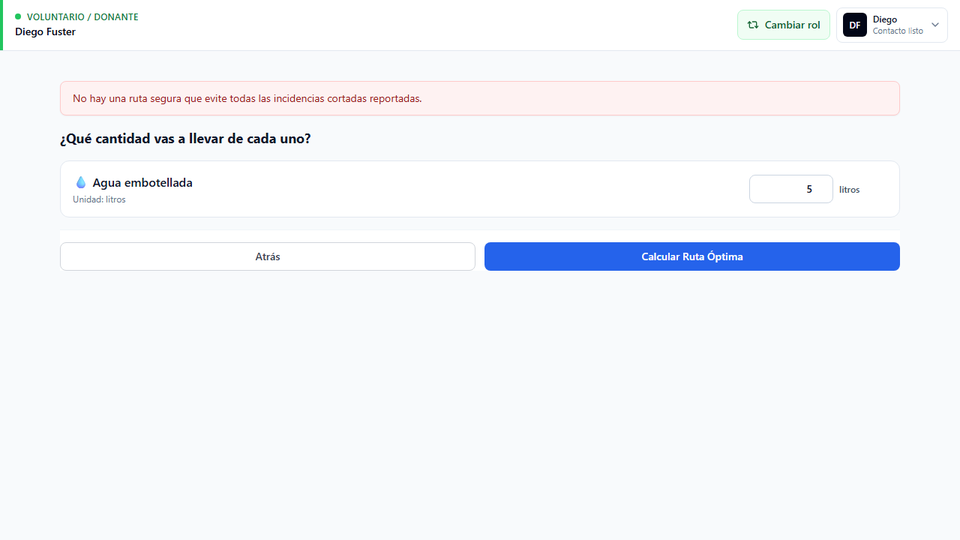 VOLUNTARIO / DONANTE
Diego Fuster
Cambiar rol
DF
Diego
Contacto listo
No hay una ruta segura que evite todas las incidencias cortadas reportadas.
¿Qué cantidad vas a llevar de cada uno?
Agua embotellada
Unidad: litros
5 litros
Atrás
Calcular Ruta Óptima